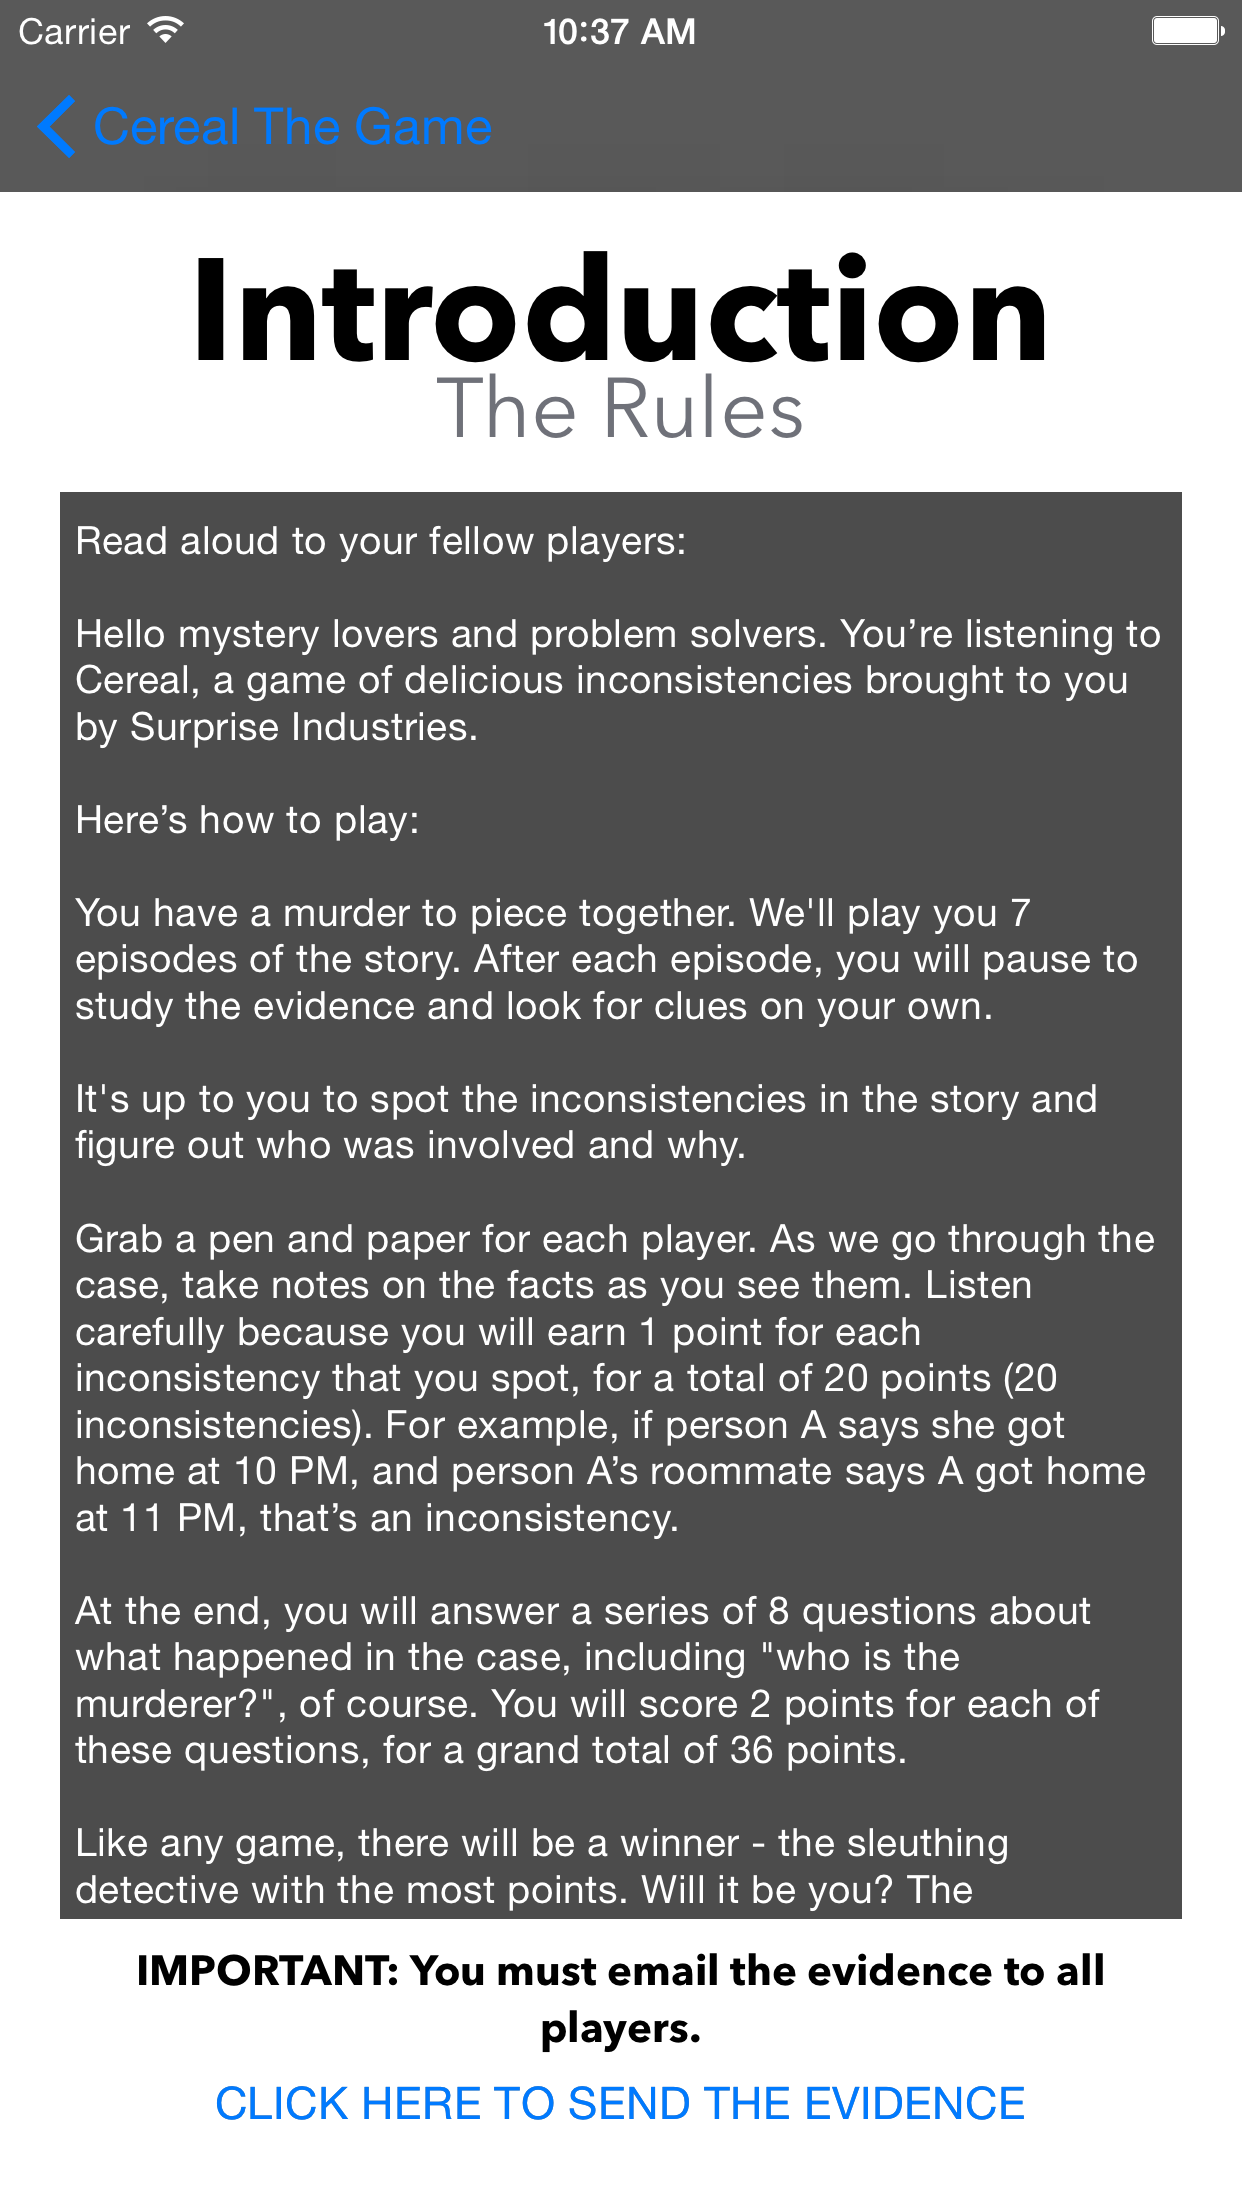 Carrier
10:37 AM
Cereal The Game
Introduction
The Rules
Read aloud to your fellow players:
Hello mystery lovers and problem solvers. You’re listening to
Cereal, a game of delicious inconsistencies brought to you
by Surprise Industries.
Here’s how to play:
You have a murder to piece together. We'll play you 7
episodes of the story. After each episode, you will pause to
study the evidence and look for clues on your own.
It's up to you to spot the inconsistencies in the story and
figure out who was involved and why.
Grab a pen and paper for each player. As we go through the
case, take notes on the facts as you see them. Listen
carefully because you will earn 1 point for each
inconsistency that you spot, for a total of 20 points (20
inconsistencies). For example, if person A says she got
home at 10 PM, and person A’s roommate says A got home
at 11 PM, that’s an inconsistency.
At the end, you will answer a series of 8 questions about
what happened in the case, including "who is the
murderer?", of course. You will score 2 points for each of
these questions, for a grand total of 36 points.
Like any game, there will be a winner - the sleuthing
detective with the most points. Will it be you? The
IMPORTANT: You must email the evidence to all
players.
CLICK HERE TO SEND THE EVIDENCE